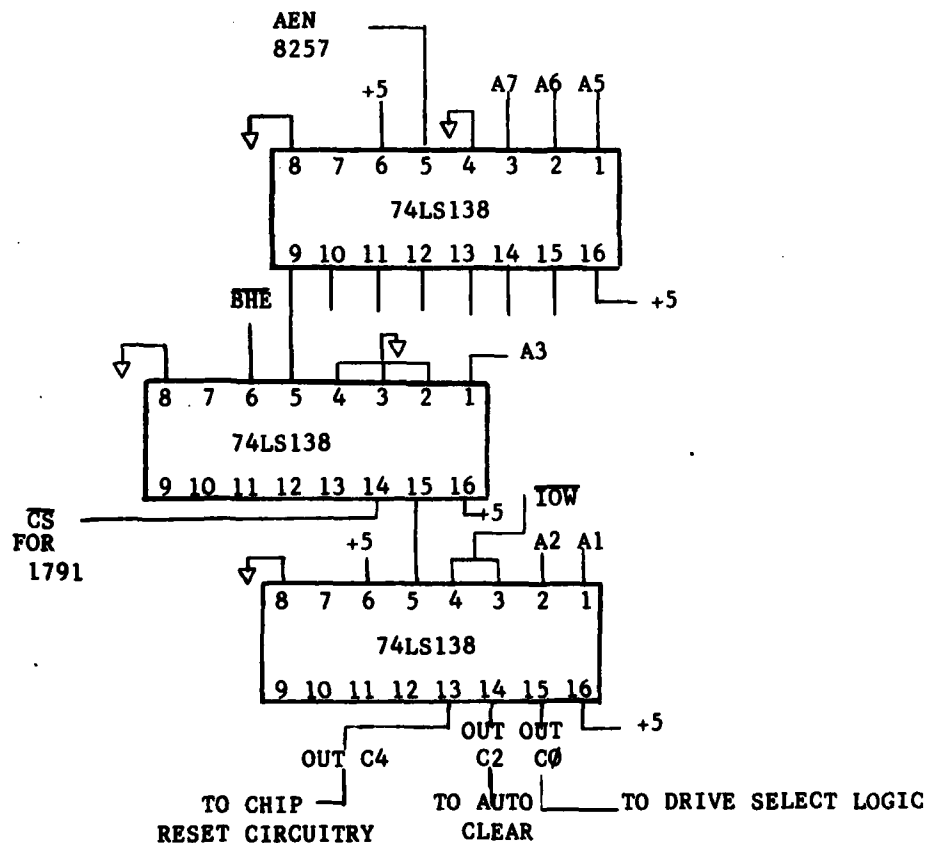 AEN
8257
+5 A7 A6 A5
8 7 6 5 4 3 2 1
74LS138
9 10 11 12 13 14 15 16
+5
BHE
A3
8 7 6 5 4 3 2 1
74LS138
9 10 11 12 13 14 15 16
+5
CS
FOR
1791
IOW
+5 A2 A1
8 7 6 5 4 3 2 1
74LS138
9 10 11 12 13 14 15 16
+5
OUT C4
OUT
C2
OUT
CØ
TO CHIP
RESET CIRCUITRY
TO AUTO
CLEAR
TO DRIVE SELECT LOGIC